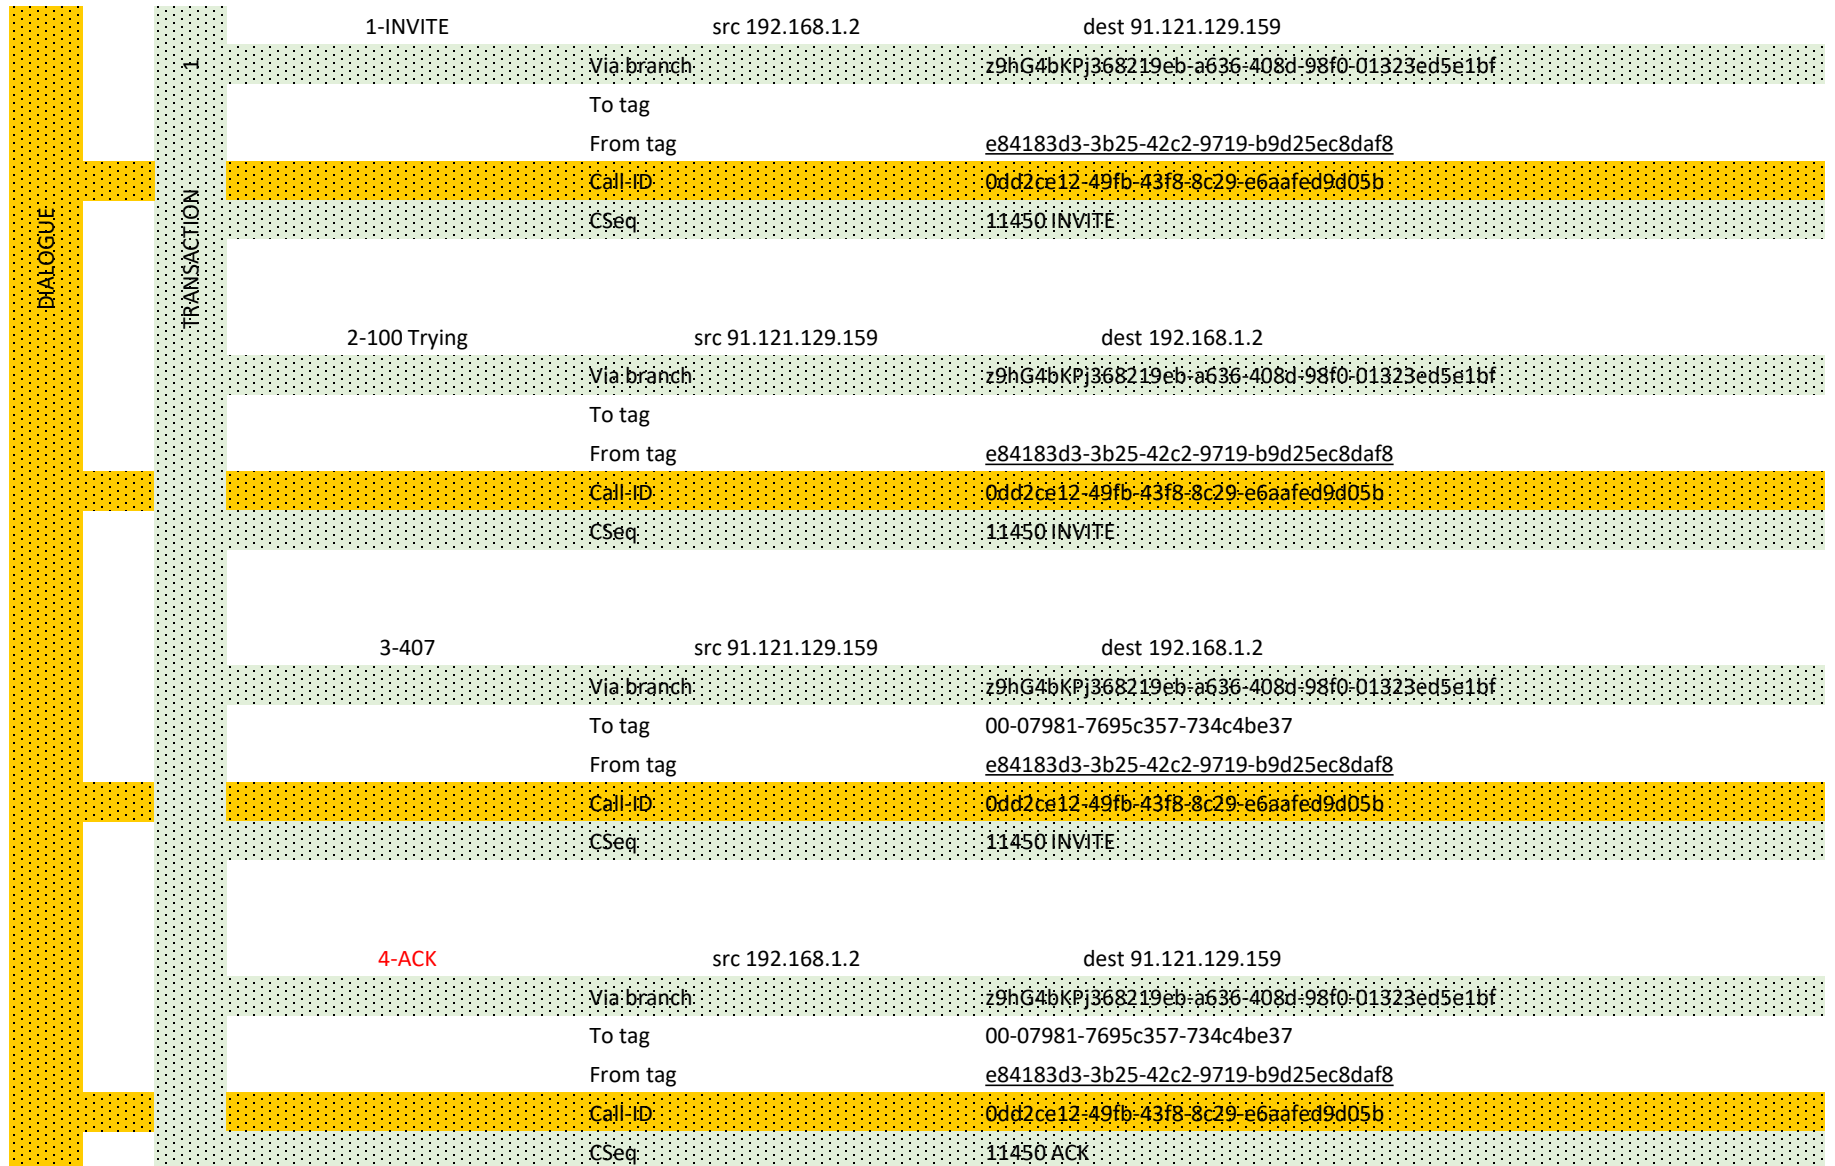 DIALOGUE
TRANSACTION 1
1-INVITE src 192.168.1.2 dest 91.121.129.159
Via branch z9hG4bKPj368219eb-a636-408d-98f0-01323ed5e1bf
To tag
From tag e84183d3-3b25-42c2-9719-b9d25ec8daf8
Call-ID 0dd2ce12-49fb-43f8-8c29-e6aafed9d05b
CSeq 11450 INVITE
2-100 Trying src 91.121.129.159 dest 192.168.1.2
Via branch z9hG4bKPj368219eb-a636-408d-98f0-01323ed5e1bf
To tag
From tag e84183d3-3b25-42c2-9719-b9d25ec8daf8
Call-ID 0dd2ce12-49fb-43f8-8c29-e6aafed9d05b
CSeq 11450 INVITE
3-407 src 91.121.129.159 dest 192.168.1.2
Via branch z9hG4bKPj368219eb-a636-408d-98f0-01323ed5e1bf
To tag 00-07981-7695c357-734c4be37
From tag e84183d3-3b25-42c2-9719-b9d25ec8daf8
Call-ID 0dd2ce12-49fb-43f8-8c29-e6aafed9d05b
CSeq 11450 INVITE
4-ACK src 192.168.1.2 dest 91.121.129.159
Via branch z9hG4bKPj368219eb-a636-408d-98f0-01323ed5e1bf
To tag 00-07981-7695c357-734c4be37
From tag e84183d3-3b25-42c2-9719-b9d25ec8daf8
Call-ID 0dd2ce12-49fb-43f8-8c29-e6aafed9d05b
CSeq 11450 ACK